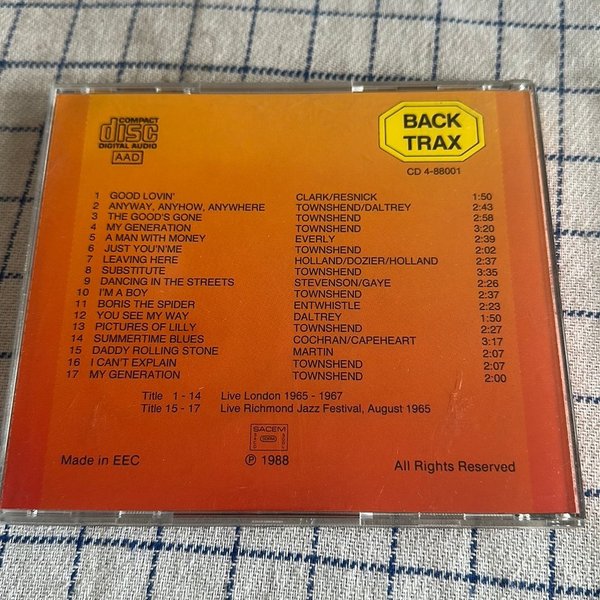 COMPACT
disc
DIGITAL AUDIO
AAD
BACK
TRAX
CD 4-88001
1 GOOD LOVIN' CLARK/RESNICK 1:50
2 ANYWAY, ANYHOW, ANYWHERE TOWNSHEND/DALTREY 2:43
3 THE GOOD'S GONE TOWNSHEND 2:58
4 MY GENERATION TOWNSHEND 3:20
5 A MAN WITH MONEY EVERLY 2:39
6 JUST YOU'N'ME TOWNSHEND 2:02
7 LEAVING HERE HOLLAND/DOZIER/HOLLAND 2:37
8 SUBSTITUTE TOWNSHEND 3:35
9 DANCING IN THE STREETS STEVENSON/GAYE 2:26
10 I'M A BOY TOWNSHEND 2:37
11 BORIS THE SPIDER ENTWHISTLE 2:23
12 YOU SEE MY WAY DALTREY 1:50
13 PICTURES OF LILLY TOWNSHEND 2:27
14 SUMMERTIME BLUES COCHRAN/CAPEHEART 3:17
15 DADDY ROLLING STONE MARTIN 2:07
16 I CAN'T EXPLAIN TOWNSHEND 2:07
17 MY GENERATION TOWNSHEND 2:00
Title 1 - 14 Live London 1965 - 1967
Title 15 - 17 Live Richmond Jazz Festival, August 1965
SACEM
Made in EEC ℗ 1988 All Rights Reserved